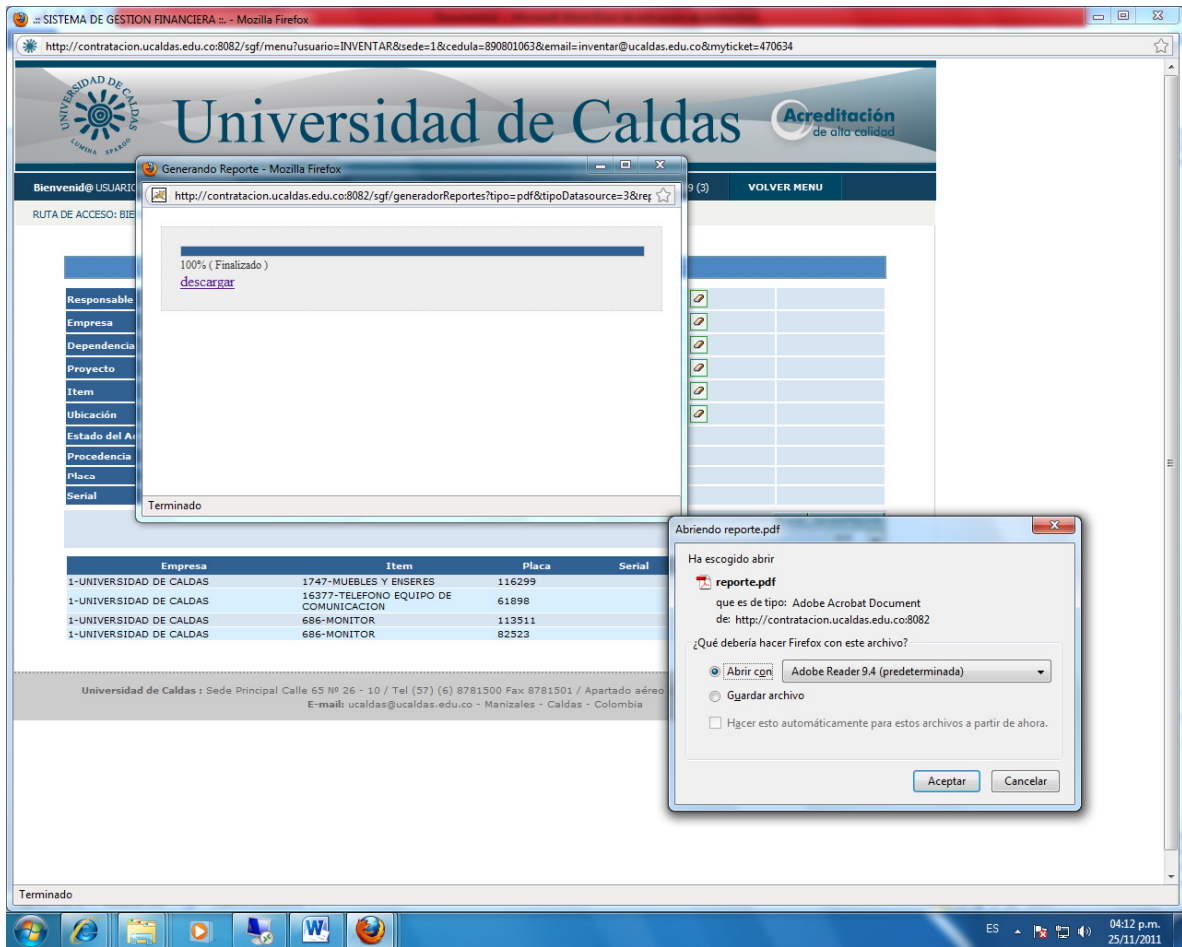 .:: SISTEMA DE GESTION FINANCIERA ::. - Mozilla Firefox
http://contratacion.ucaldas.edu.co:8082/sgf/menu?usuario=INVENTAR&sede=1&cedula=890801063&email=inventar@ucaldas.edu.co&myticket=470634
UNIVERSIDAD DE CALDAS
LUMINA SPARGO
Universidad de Caldas
Acreditación
de alta calidad
Generando Reporte - Mozilla Firefox
Bienvenid@ USUARIO
9 (3) VOLVER MENU
http://contratacion.ucaldas.edu.co:8082/sgf/generadorReportes?tipo=pdf&tipoDatasource=3&rep
RUTA DE ACCESO: BIE
100% ( Finalizado )
descargar
Responsable
Empresa
Dependencia
Proyecto
Item
Ubicación
Estado del A
Procedencia
Placa
Serial
Terminado
Abriendo reporte.pdf
Ha escogido abrir
reporte.pdf
que es de tipo: Adobe Acrobat Document
de: http://contratacion.ucaldas.edu.co:8082
¿Qué debería hacer Firefox con este archivo?
Abrir con Adobe Reader 9.4 (predeterminada)
Guardar archivo
Hacer esto automáticamente para estos archivos a partir de ahora.
Aceptar Cancelar
Empresa Item Placa Serial
1-UNIVERSIDAD DE CALDAS 1747-MUEBLES Y ENSERES 116299
1-UNIVERSIDAD DE CALDAS 16377-TELEFONO EQUIPO DE COMUNICACION 61898
1-UNIVERSIDAD DE CALDAS 686-MONITOR 113511
1-UNIVERSIDAD DE CALDAS 686-MONITOR 82523
Universidad de Caldas : Sede Principal Calle 65 Nº 26 - 10 / Tel (57) (6) 8781500 Fax 8781501 / Apartado aéreo
E-mail: ucaldas@ucaldas.edu.co - Manizales - Caldas - Colombia
Terminado
ES 04:12 p.m.
25/11/2011